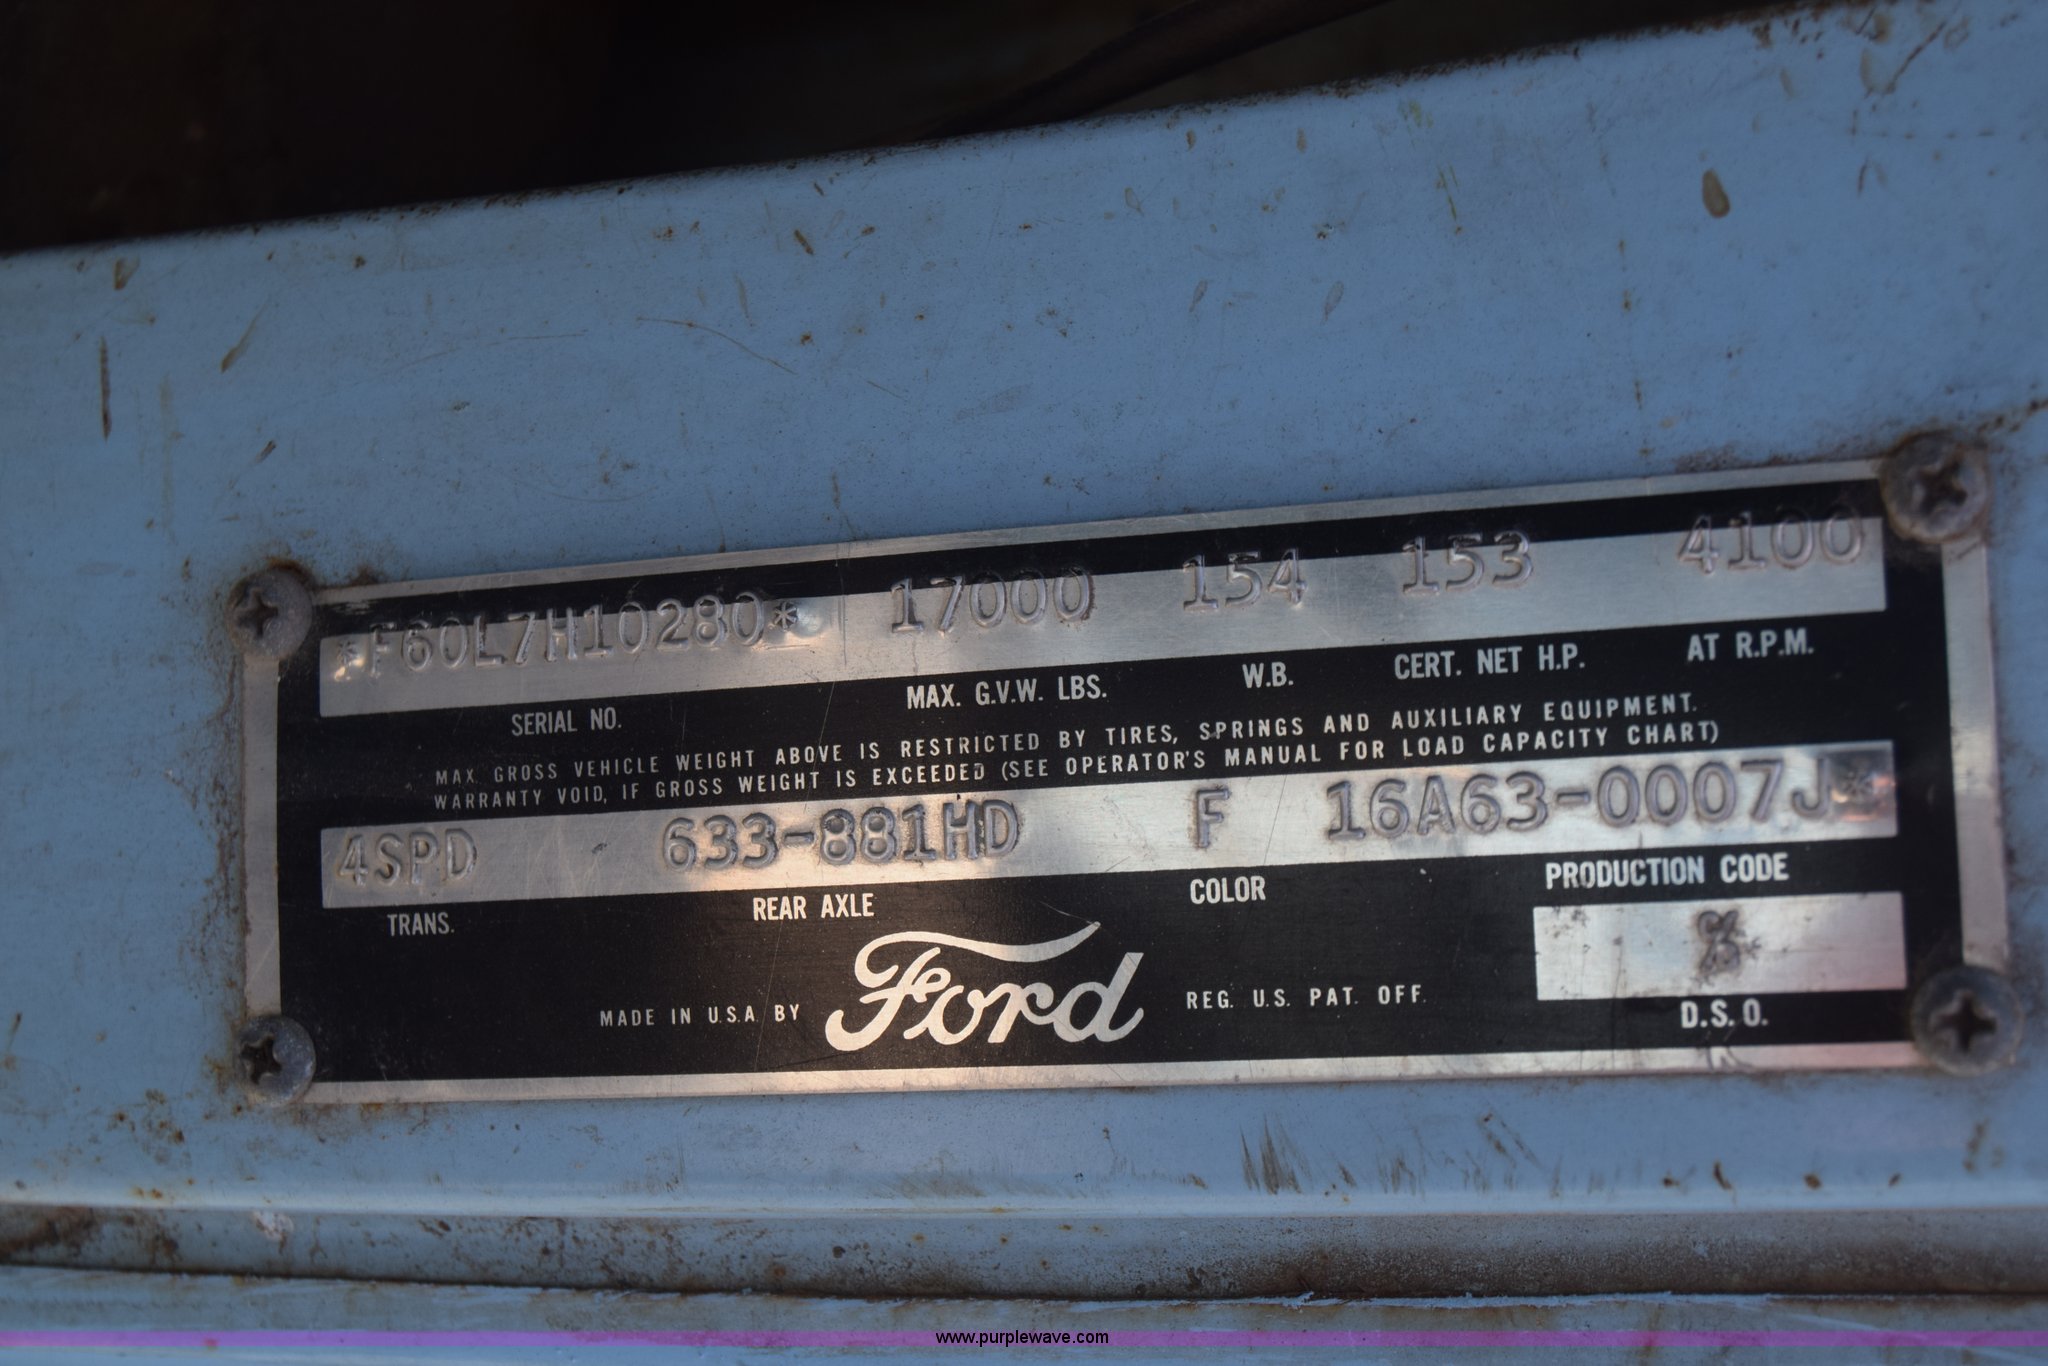 *F60L7H10280* 17000 154 153 4100
SERIAL NO. MAX. G.V.W. LBS. W.B. CERT. NET H.P. AT R.P.M.
MAX. GROSS VEHICLE WEIGHT ABOVE IS RESTRICTED BY TIRES, SPRINGS AND AUXILIARY EQUIPMENT.
WARRANTY VOID, IF GROSS WEIGHT IS EXCEEDED (SEE OPERATOR'S MANUAL FOR LOAD CAPACITY CHART)
4SPD 633-881HD F 16A63-0007J*
TRANS. REAR AXLE COLOR PRODUCTION CODE
MADE IN U.S.A. BY Ford REG. U.S. PAT. OFF.
D.S.O.
www.purplewave.com